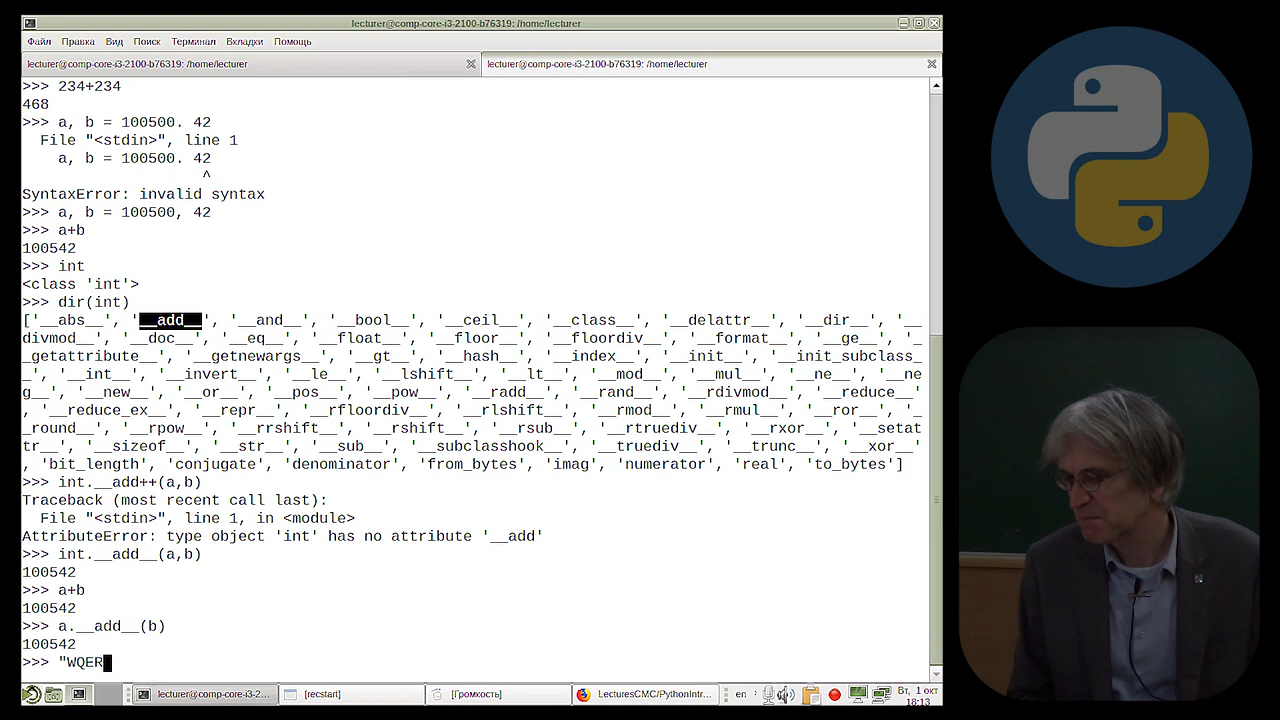 lecturer@comp-core-i3-2100-b76319: /home/lecturer
Файл Правка Вид Поиск Терминал Вкладки Помощь
lecturer@comp-core-i3-2100-b76319: /home/lecturer lecturer@comp-core-i3-2100-b76319: /home/lecturer
>>> 234+234
468
>>> a, b = 100500. 42
  File "<stdin>", line 1
    a, b = 100500. 42
                    ^
SyntaxError: invalid syntax
>>> a, b = 100500, 42
>>> a+b
100542
>>> int
<class 'int'>
>>> dir(int)
['__abs__', '__add__', '__and__', '__bool__', '__ceil__', '__class__', '__delattr__', '__dir__', '__
divmod__', '__doc__', '__eq__', '__float__', '__floor__', '__floordiv__', '__format__', '__ge__', '_
_getattribute__', '__getnewargs__', '__gt__', '__hash__', '__index__', '__init__', '__init_subclass_
_', '__int__', '__invert__', '__le__', '__lshift__', '__lt__', '__mod__', '__mul__', '__ne__', '__ne
g__', '__new__', '__or__', '__pos__', '__pow__', '__radd__', '__rand__', '__rdivmod__', '__reduce__'
, '__reduce_ex__', '__repr__', '__rfloordiv__', '__rlshift__', '__rmod__', '__rmul__', '__ror__', '_
_round__', '__rpow__', '__rrshift__', '__rshift__', '__rsub__', '__rtruediv__', '__rxor__', '__setat
tr__', '__sizeof__', '__str__', '__sub__', '__subclasshook__', '__truediv__', '__trunc__', '__xor__'
, 'bit_length', 'conjugate', 'denominator', 'from_bytes', 'imag', 'numerator', 'real', 'to_bytes']
>>> int.__add++(a,b)
Traceback (most recent call last):
  File "<stdin>", line 1, in <module>
AttributeError: type object 'int' has no attribute '__add'
>>> int.__add__(a,b)
100542
>>> a+b
100542
>>> a.__add__(b)
100542
>>> "WQER
lecturer@comp-core-i3-2... [recstart] [Громкость] LecturesCMC/PythonIntr... en Вт, 1 окт
18:13